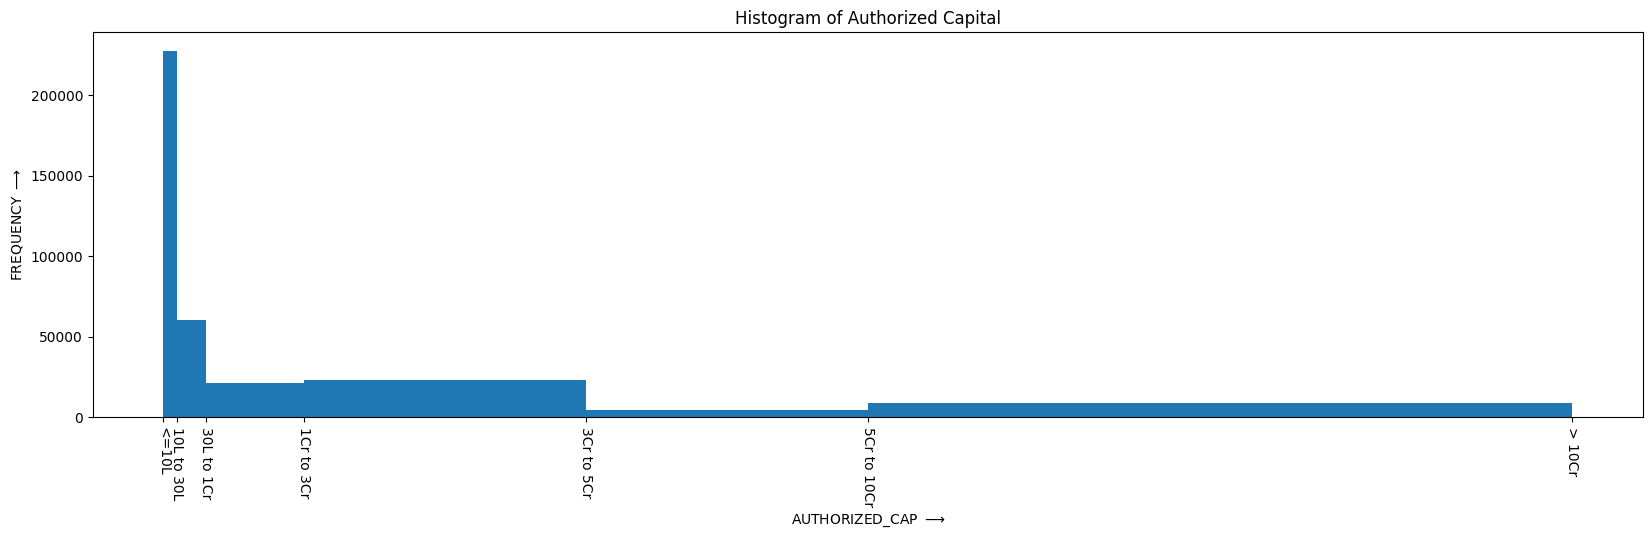 Histogram of Authorized Capital
FREQUENCY ⟶
200000
150000
100000
50000
0
<=10L
10L to 30L
30L to 1Cr
1Cr to 3Cr
3Cr to 5Cr
5Cr to 10Cr
> 10Cr
AUTHORIZED_CAP ⟶